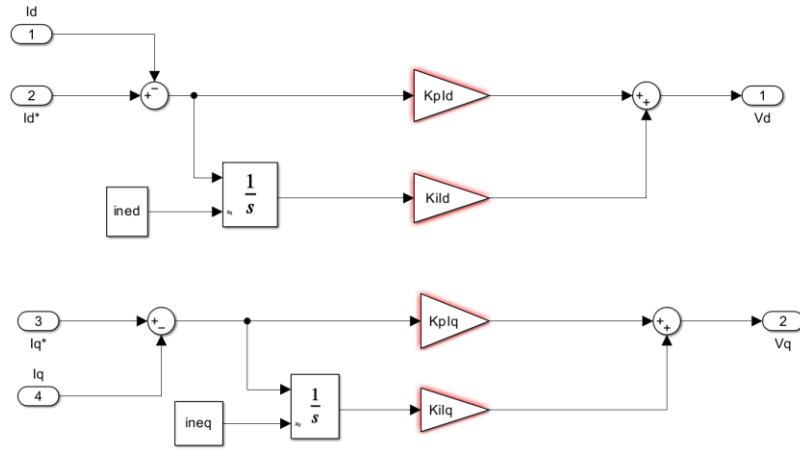 Id
1
2
Id*
+
−
KpId
+
+
1
Vd
ined
x₀
1
s
KiId
3
Iq*
Iq
4
+
−
KpIq
+
+
2
Vq
ineq
x₀
1
s
KiIq